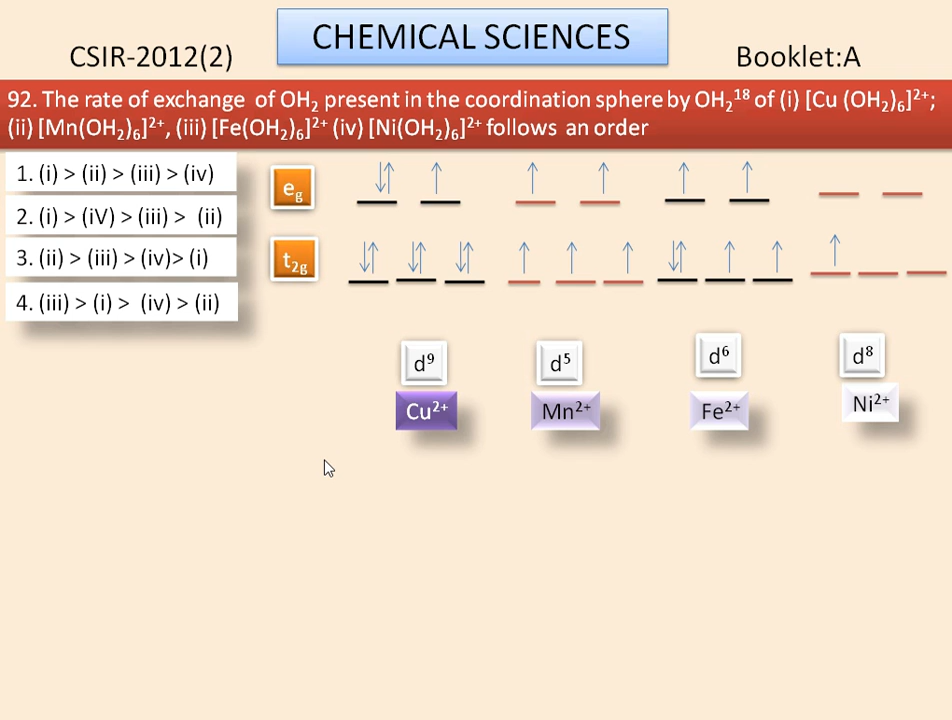 CHEMICAL SCIENCES
CSIR-2012(2)
Booklet:A
92. The rate of exchange of OH₂ present in the coordination sphere by OH₂¹⁸ of (i) [Cu (OH₂)₆]²⁺;
(ii) [Mn(OH₂)₆]²⁺, (iii) [Fe(OH₂)₆]²⁺ (iv) [Ni(OH₂)₆]²⁺ follows an order
1. (i) > (ii) > (iii) > (iv)
2. (i) > (iV) > (iii) > (ii)
3. (ii) > (iii) > (iv)> (i)
4. (iii) > (i) > (iv) > (ii)
e_g
t_2g
d⁹
d⁵
d⁶
d⁸
Cu²⁺
Mn²⁺
Fe²⁺
Ni²⁺